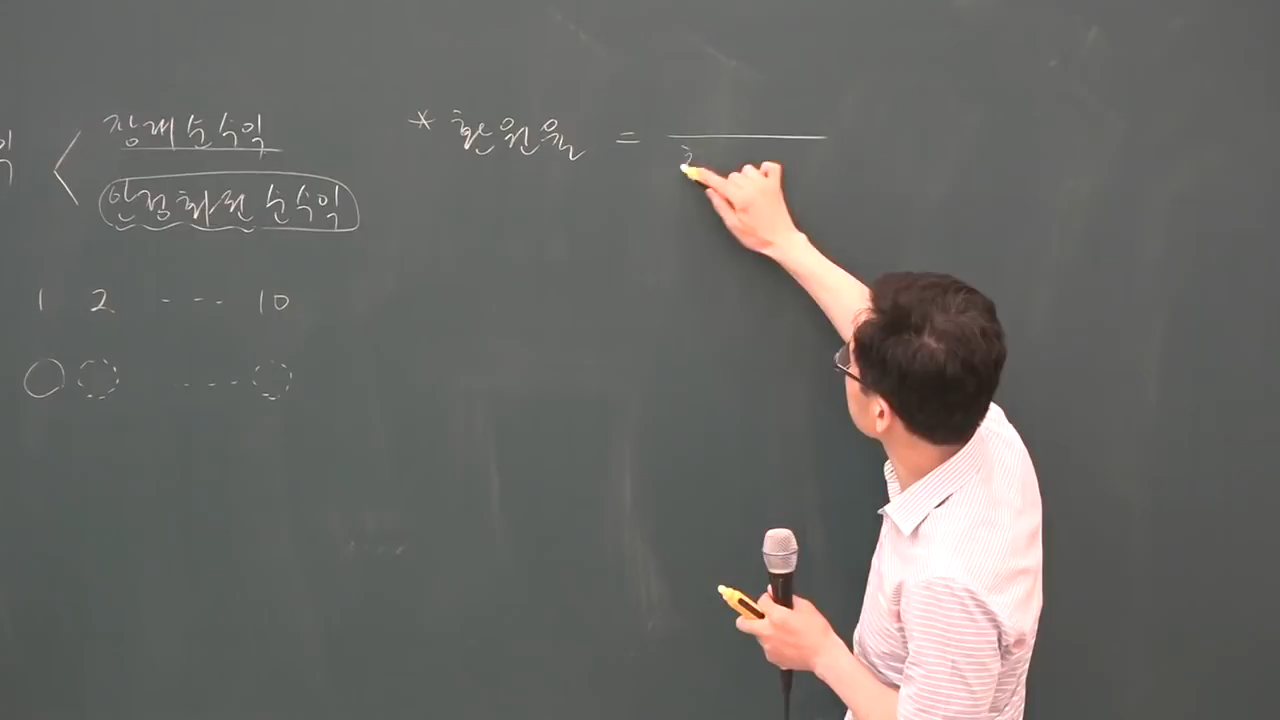 장래 순수익
안정화된 순수익
* 환원율 =
1 2 ... 10